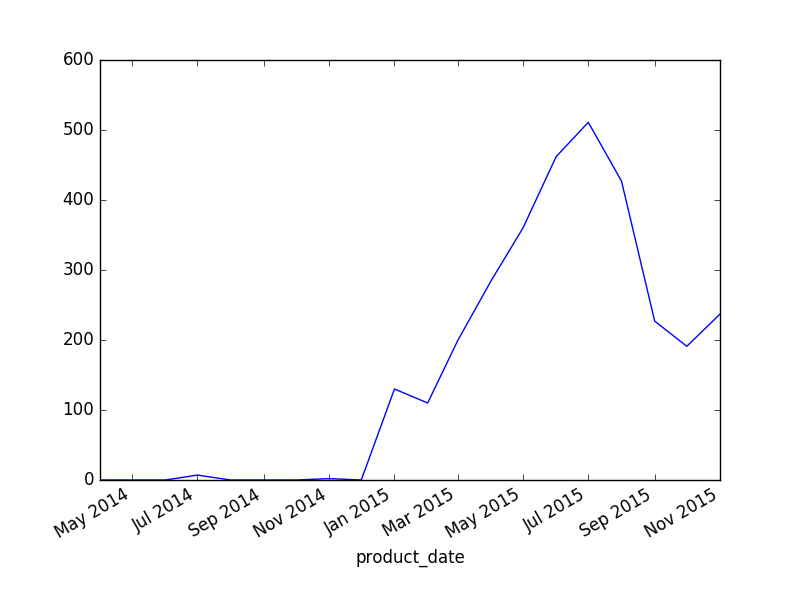 600
500
400
300
200
100
0
May 2014
Jul 2014
Sep 2014
Nov 2014
Jan 2015
Mar 2015
May 2015
Jul 2015
Sep 2015
Nov 2015
product_date